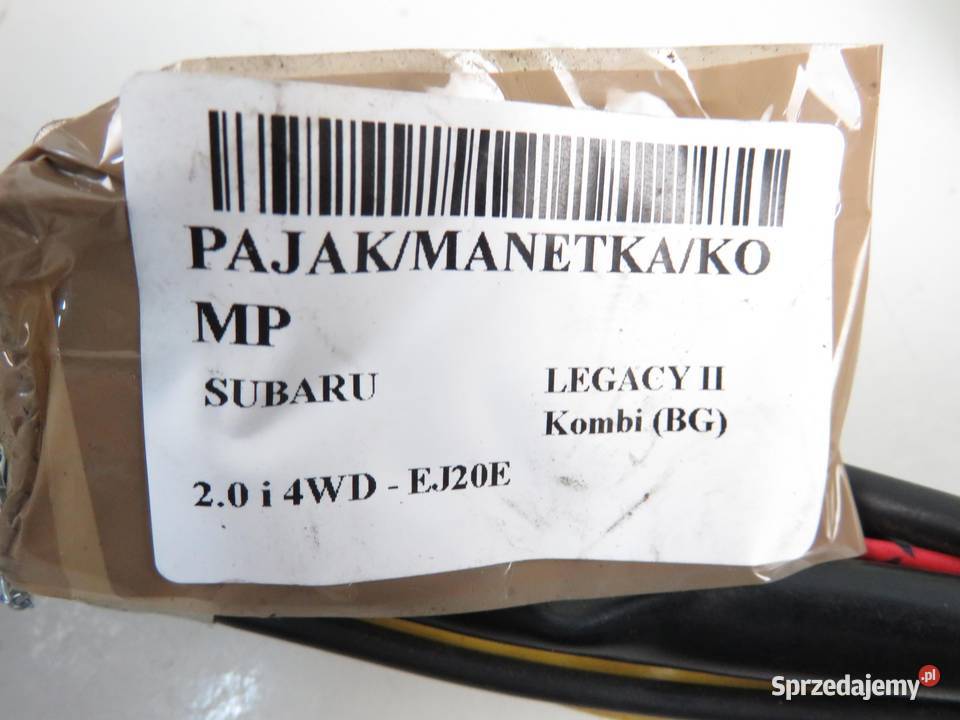 PAJAK/MANETKA/KO
MP
SUBARU LEGACY II
Kombi (BG)
2.0 i 4WD - EJ20E
Sprzedajemy.pl